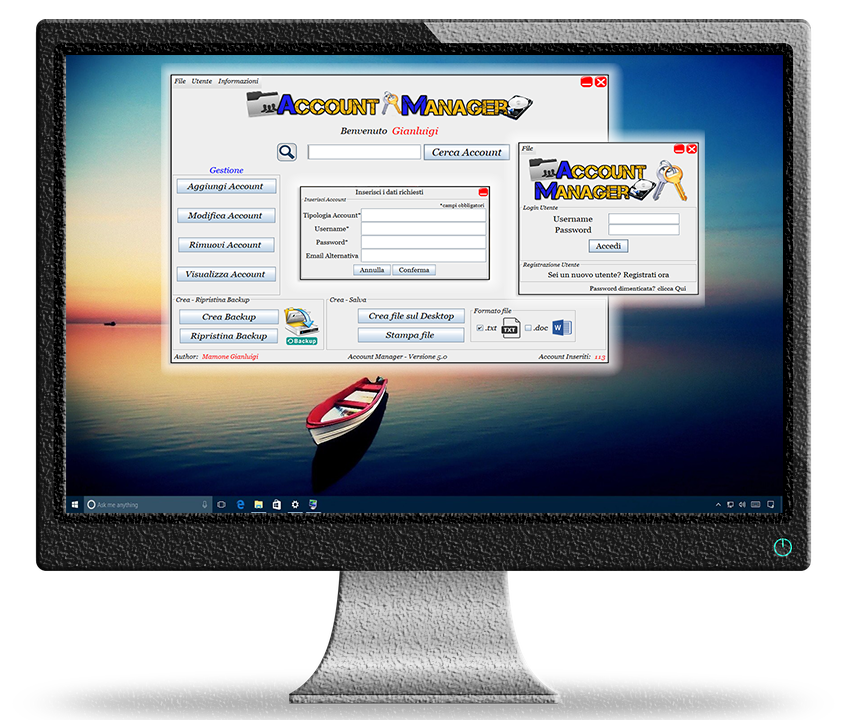 File Utente Informazioni
ACCOUNT MANAGER
Benvenuto Gianluigi
Cerca Account
Gestione
Aggiungi Account
Modifica Account
Rimuovi Account
Visualizza Account
Inserisci i dati richiesti
Inserisci Account
*campi obbligatori
Tipologia Account*
Username*
Password*
Email Alternativa
Annulla Conferma
Crea - Ripristina Backup
Crea Backup
Ripristina Backup
Backup
Crea - Salva
Crea file sul Desktop
Stampa file
Formato file
.txt TXT .doc W
Author: Mamone Gianluigi
Account Manager - Versione 5.0
Account Inseriti: 113
File
ACCOUNT
MANAGER
Login Utente
Username
Password
Accedi
Registrazione Utente
Sei un nuovo utente? Registrati ora
Password dimenticata? clicca Qui
Ask me anything